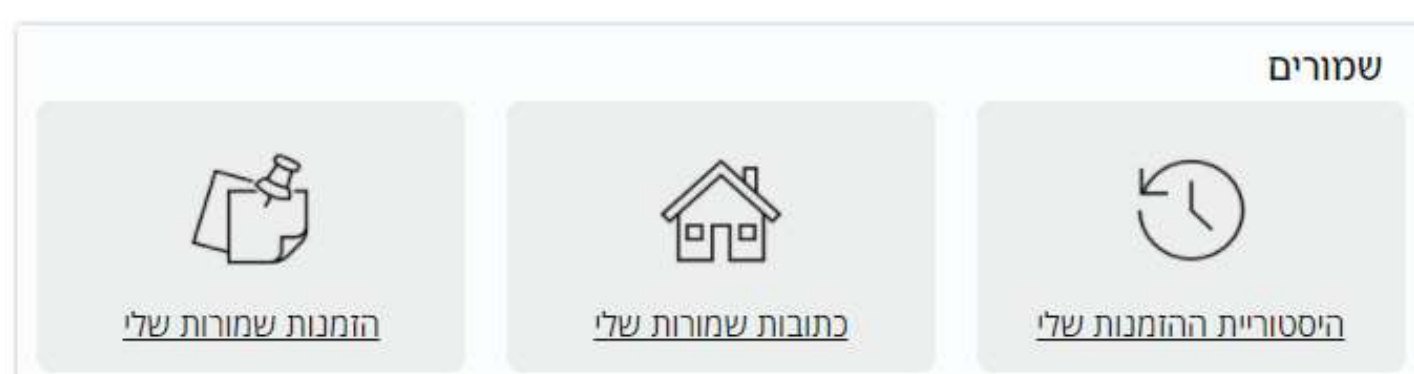 שמורים
היסטוריית ההזמנות שלי
כתובות שמורות שלי
הזמנות שמורות שלי